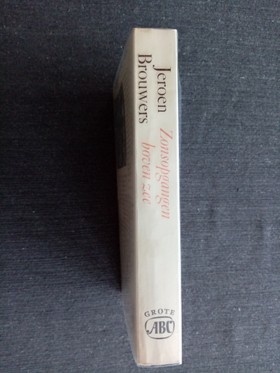 Jeroen
Brouwers
Zonsopgangen
boven zee
GROTE
ABC